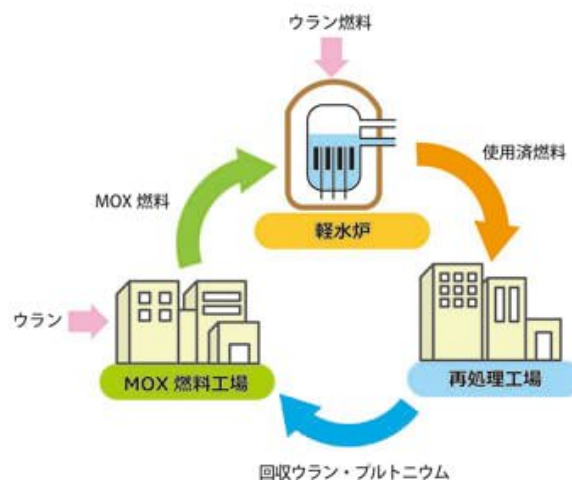 ウラン燃料
使用済燃料
MOX 燃料
軽水炉
ウラン
MOX 燃料工場
再処理工場
回収ウラン・プルトニウム